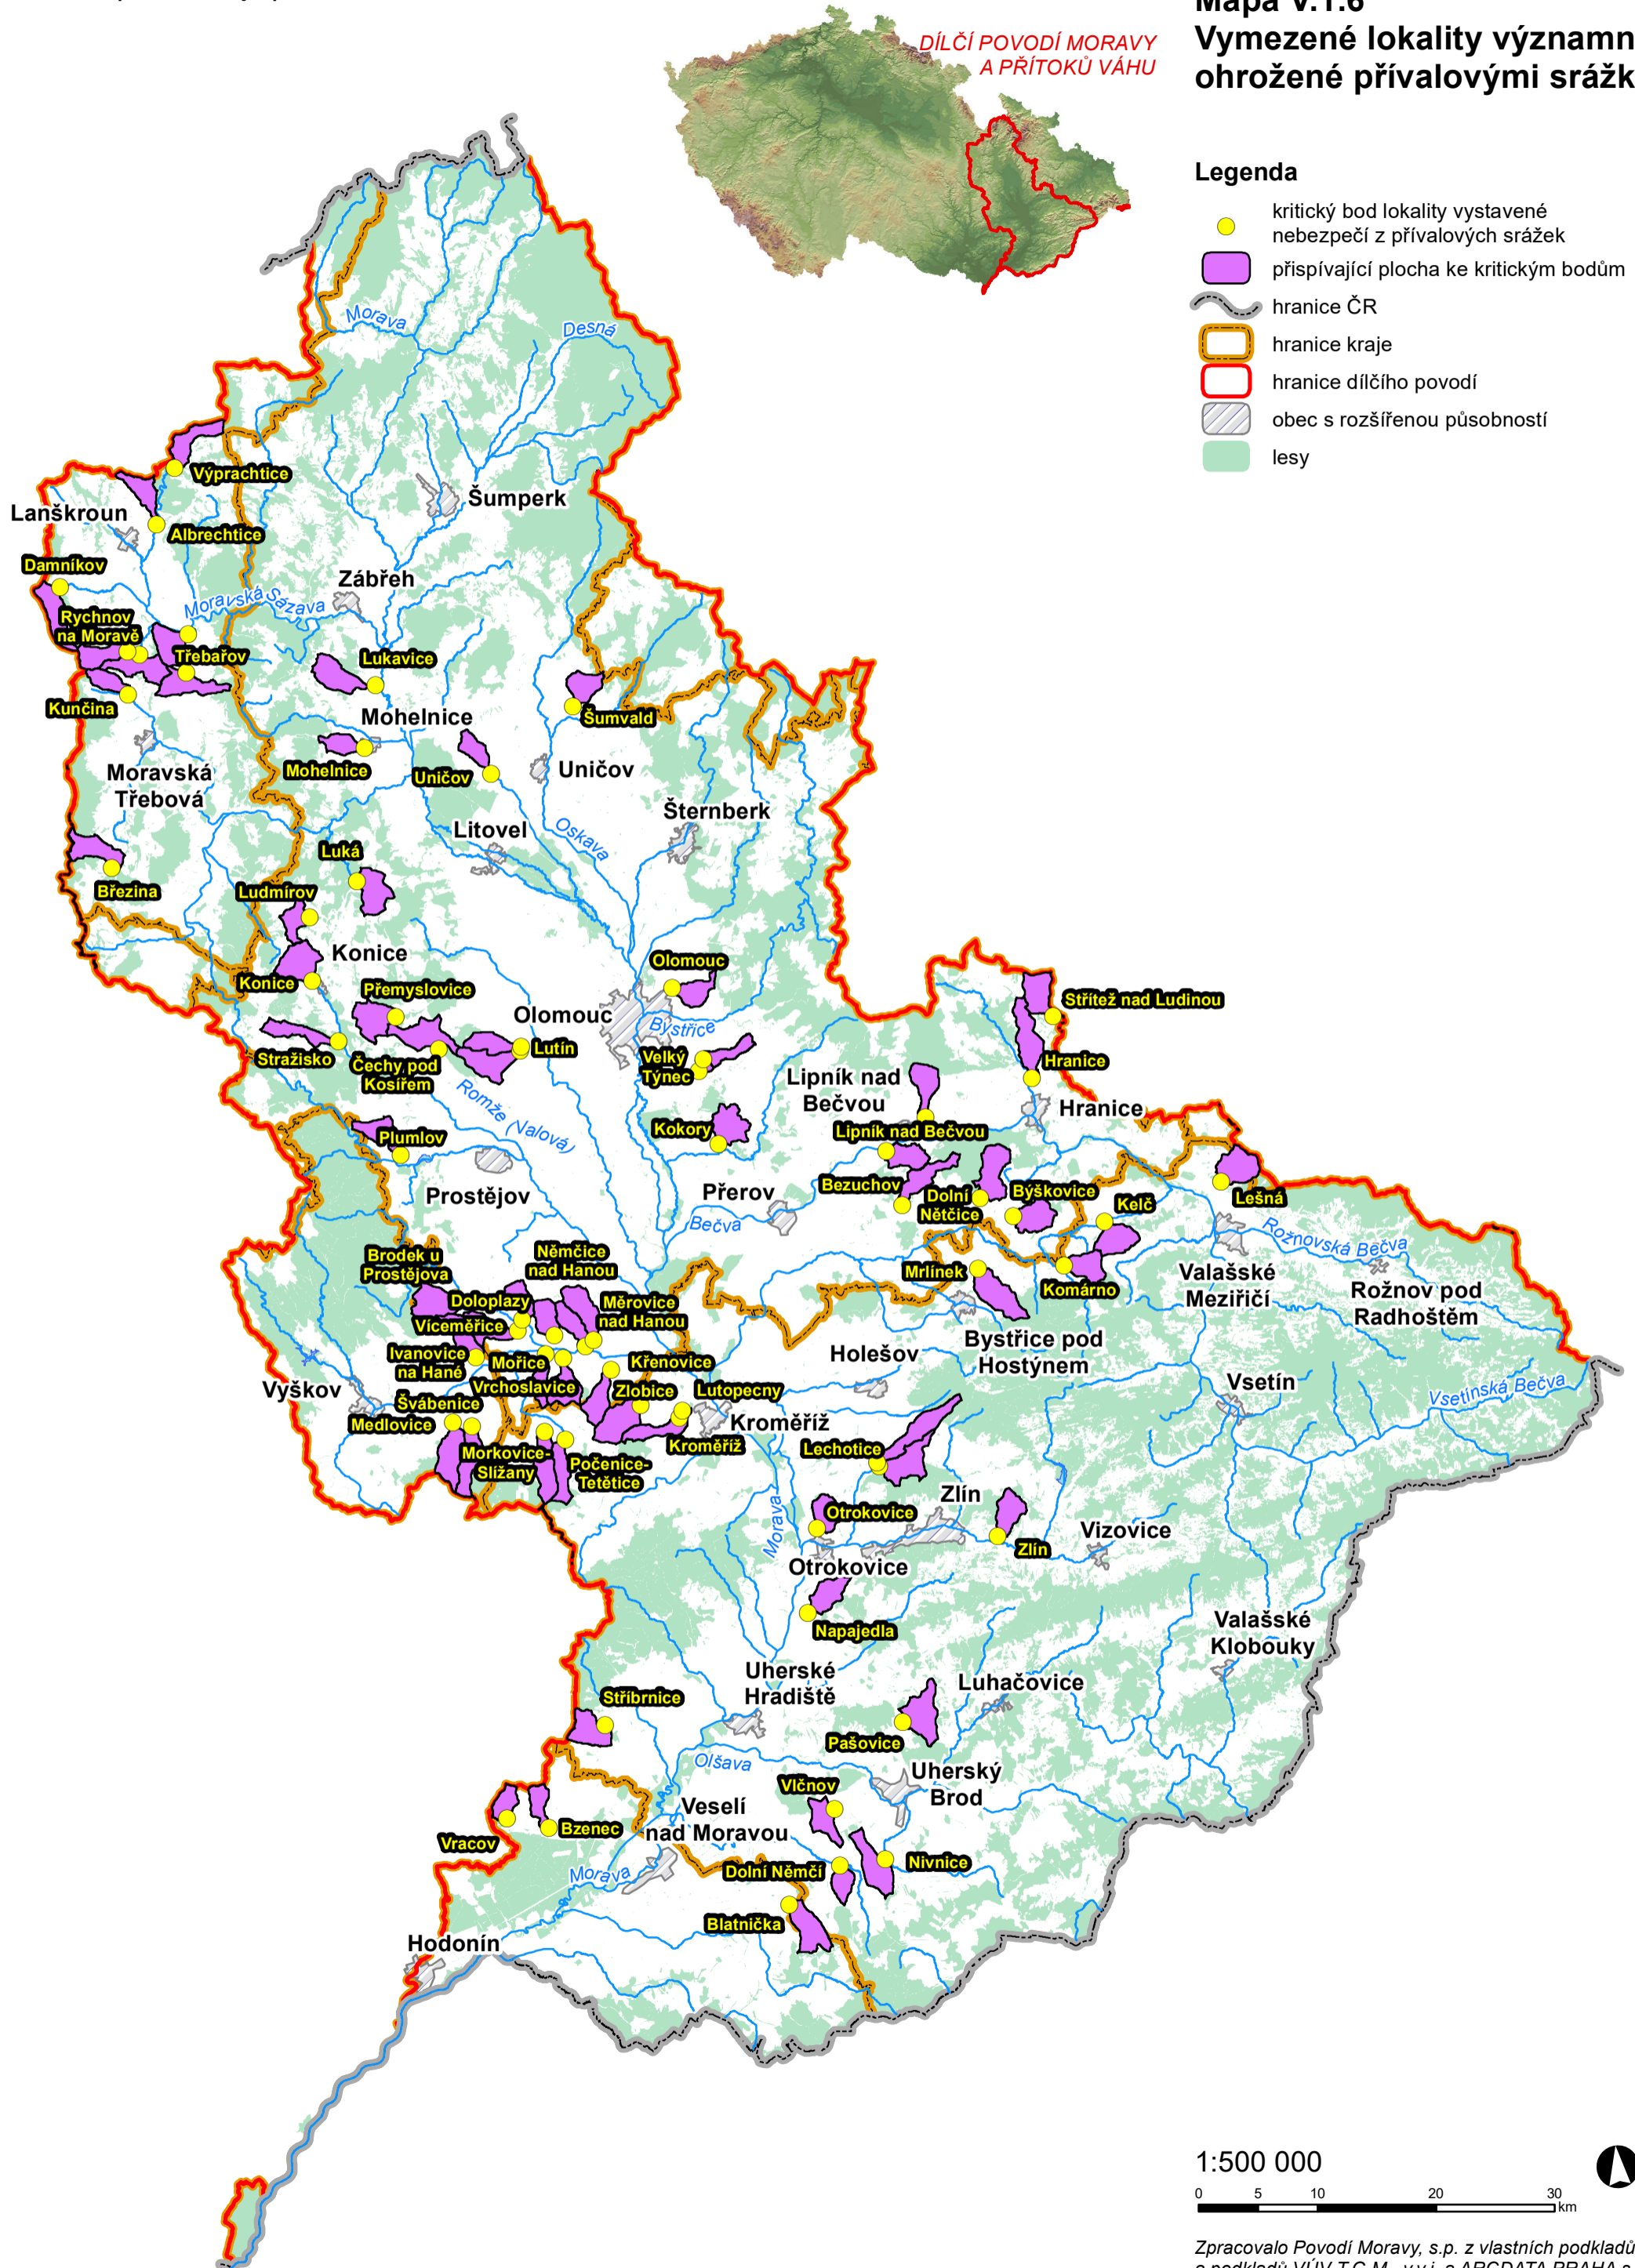 Mapa V.1.6
Vymezené lokality významn
ohrožené přívalovými srážk
DÍLČÍ POVODÍ MORAVY
A PŘÍTOKŮ VÁHU
Legenda
kritický bod lokality vystavené
nebezpečí z přívalových srážek
přispívající plocha ke kritickým bodům
hranice ČR
hranice kraje
hranice dílčího povodí
obec s rozšířenou působností
lesy
Morava
Desná
Výprachtice
Šumperk
Lanškroun
Albrechtice
Damníkov
Zábřeh
Moravská Sázava
Rychnov
na Moravě
Třebařov
Lukavice
Kunčina
Šumvald
Mohelnice
Mohelnice
Uničov
Uničov
Moravská
Třebová
Šternberk
Litovel
Oskava
Luká
Březina
Ludmírov
Konice
Olomouc
Konice
Přemyslovice
Střítež nad Ludinou
Olomouc
Bystřice
Stražisko
Čechy pod
Kosířem
Lutín
Velký
Týnec
Hranice
Lipník nad
Bečvou
Romže (Valová)
Hranice
Plumlov
Kokory
Lipník nad Bečvou
Prostějov
Přerov
Bezuchov
Dolní
Nětčice
Býškovice
Kelč
Lešná
Bečva
Rožnovská Bečva
Brodek u
Prostějova
Němčice
nad Hanou
Mrlínek
Komárno
Valašské
Meziříčí
Rožnov pod
Radhoštěm
Doloplazy
Měrovice
nad Hanou
Víceměřice
Bystřice pod
Hostýnem
Ivanovice
na Hané
Mořice
Křenovice
Holešov
Vyškov
Vrchoslavice
Zlobice
Lutopecny
Vsetín
Vsetínská Bečva
Švábenice
Medlovice
Kroměříž
Kroměříž
Lechotice
Morkovice-
Slížany
Počenice-
Tetětice
Zlín
Otrokovice
Morava
Zlín
Vizovice
Otrokovice
Napajedla
Valašské
Klobouky
Uherské
Hradiště
Luhačovice
Stříbrnice
Pašovice
Olšava
Uherský
Brod
Vlčnov
Veselí
nad Moravou
Bzenec
Vracov
Dolní Němčí
Nivnice
Morava
Blatnička
Hodonín
1:500 000
0 5 10 20 30
km
Zpracovalo Povodí Moravy, s.p. z vlastních podkladů